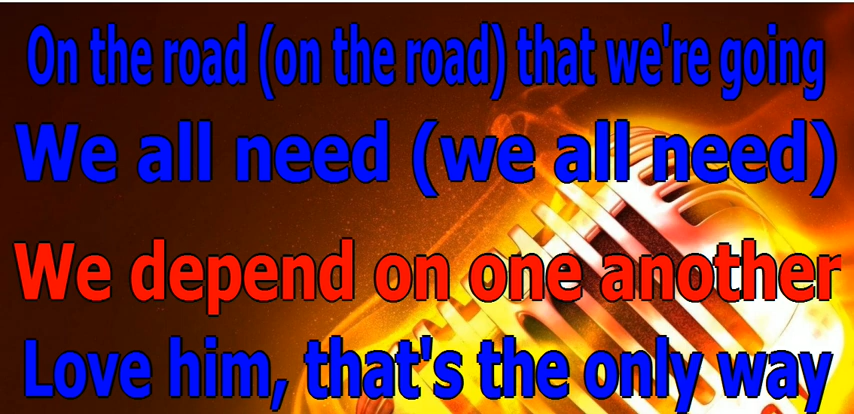 On the road (on the road) that we're going
We all need (we all need)
We depend on one another
Love him, that's the only way